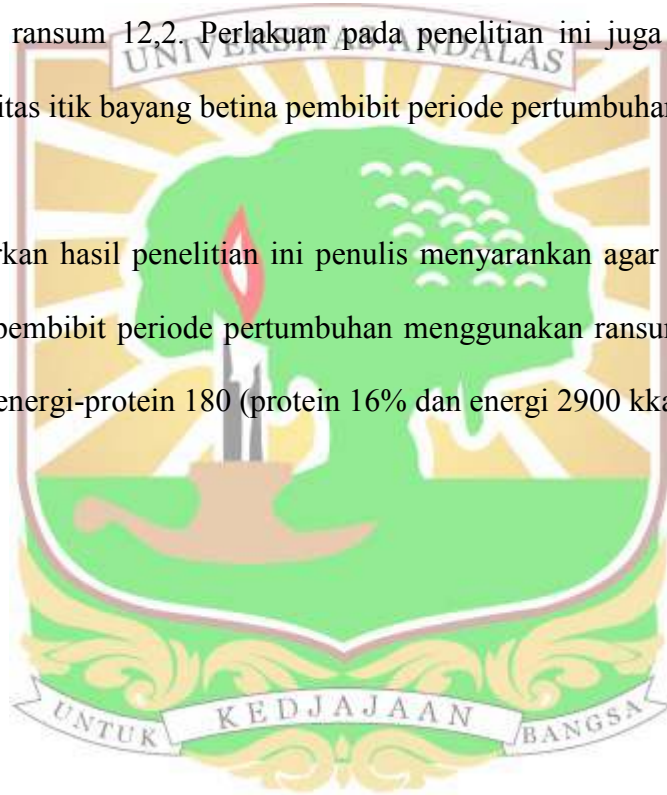 ransum 12,2. Perlakuan pada penelitian ini juga
UNIVERSITAS ANDALAS
itas itik bayang betina pembibit periode pertumbuhan
rkan hasil penelitian ini penulis menyarankan agar
pembibit periode pertumbuhan menggunakan ransum
energi-protein 180 (protein 16% dan energi 2900 kka
UNTUK KEDJAJAAN BANGSA